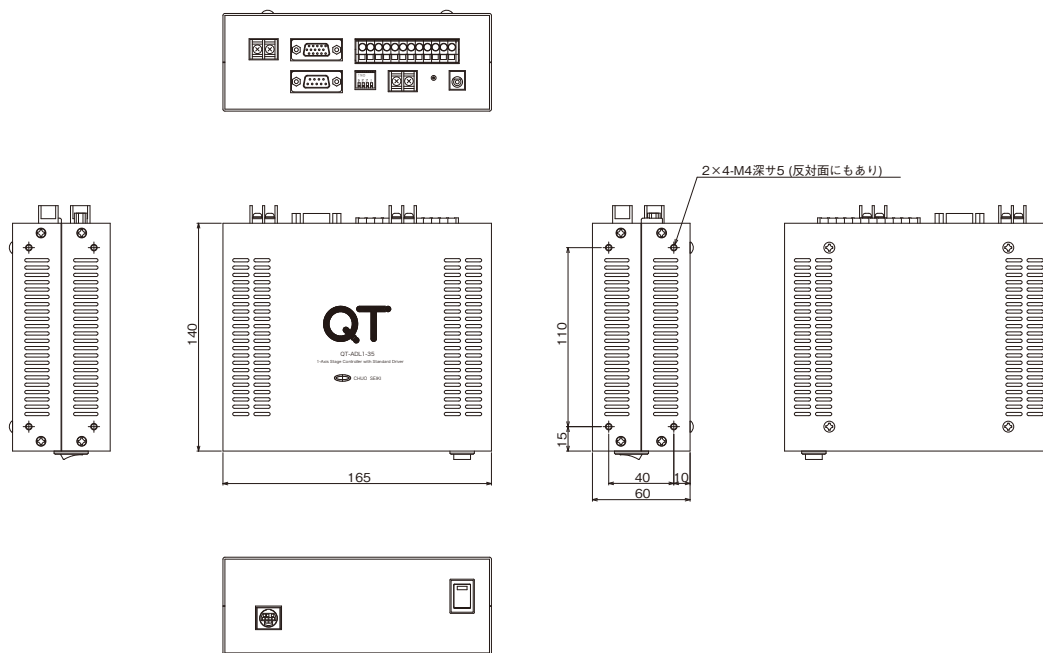 2×4-M4深サ5 (反対面にもあり)
140
QT
QT-ADL1-35
1-Axis Stage Controller with Standard Driver
CHUO SEIKI
165
110
15
40
10
60